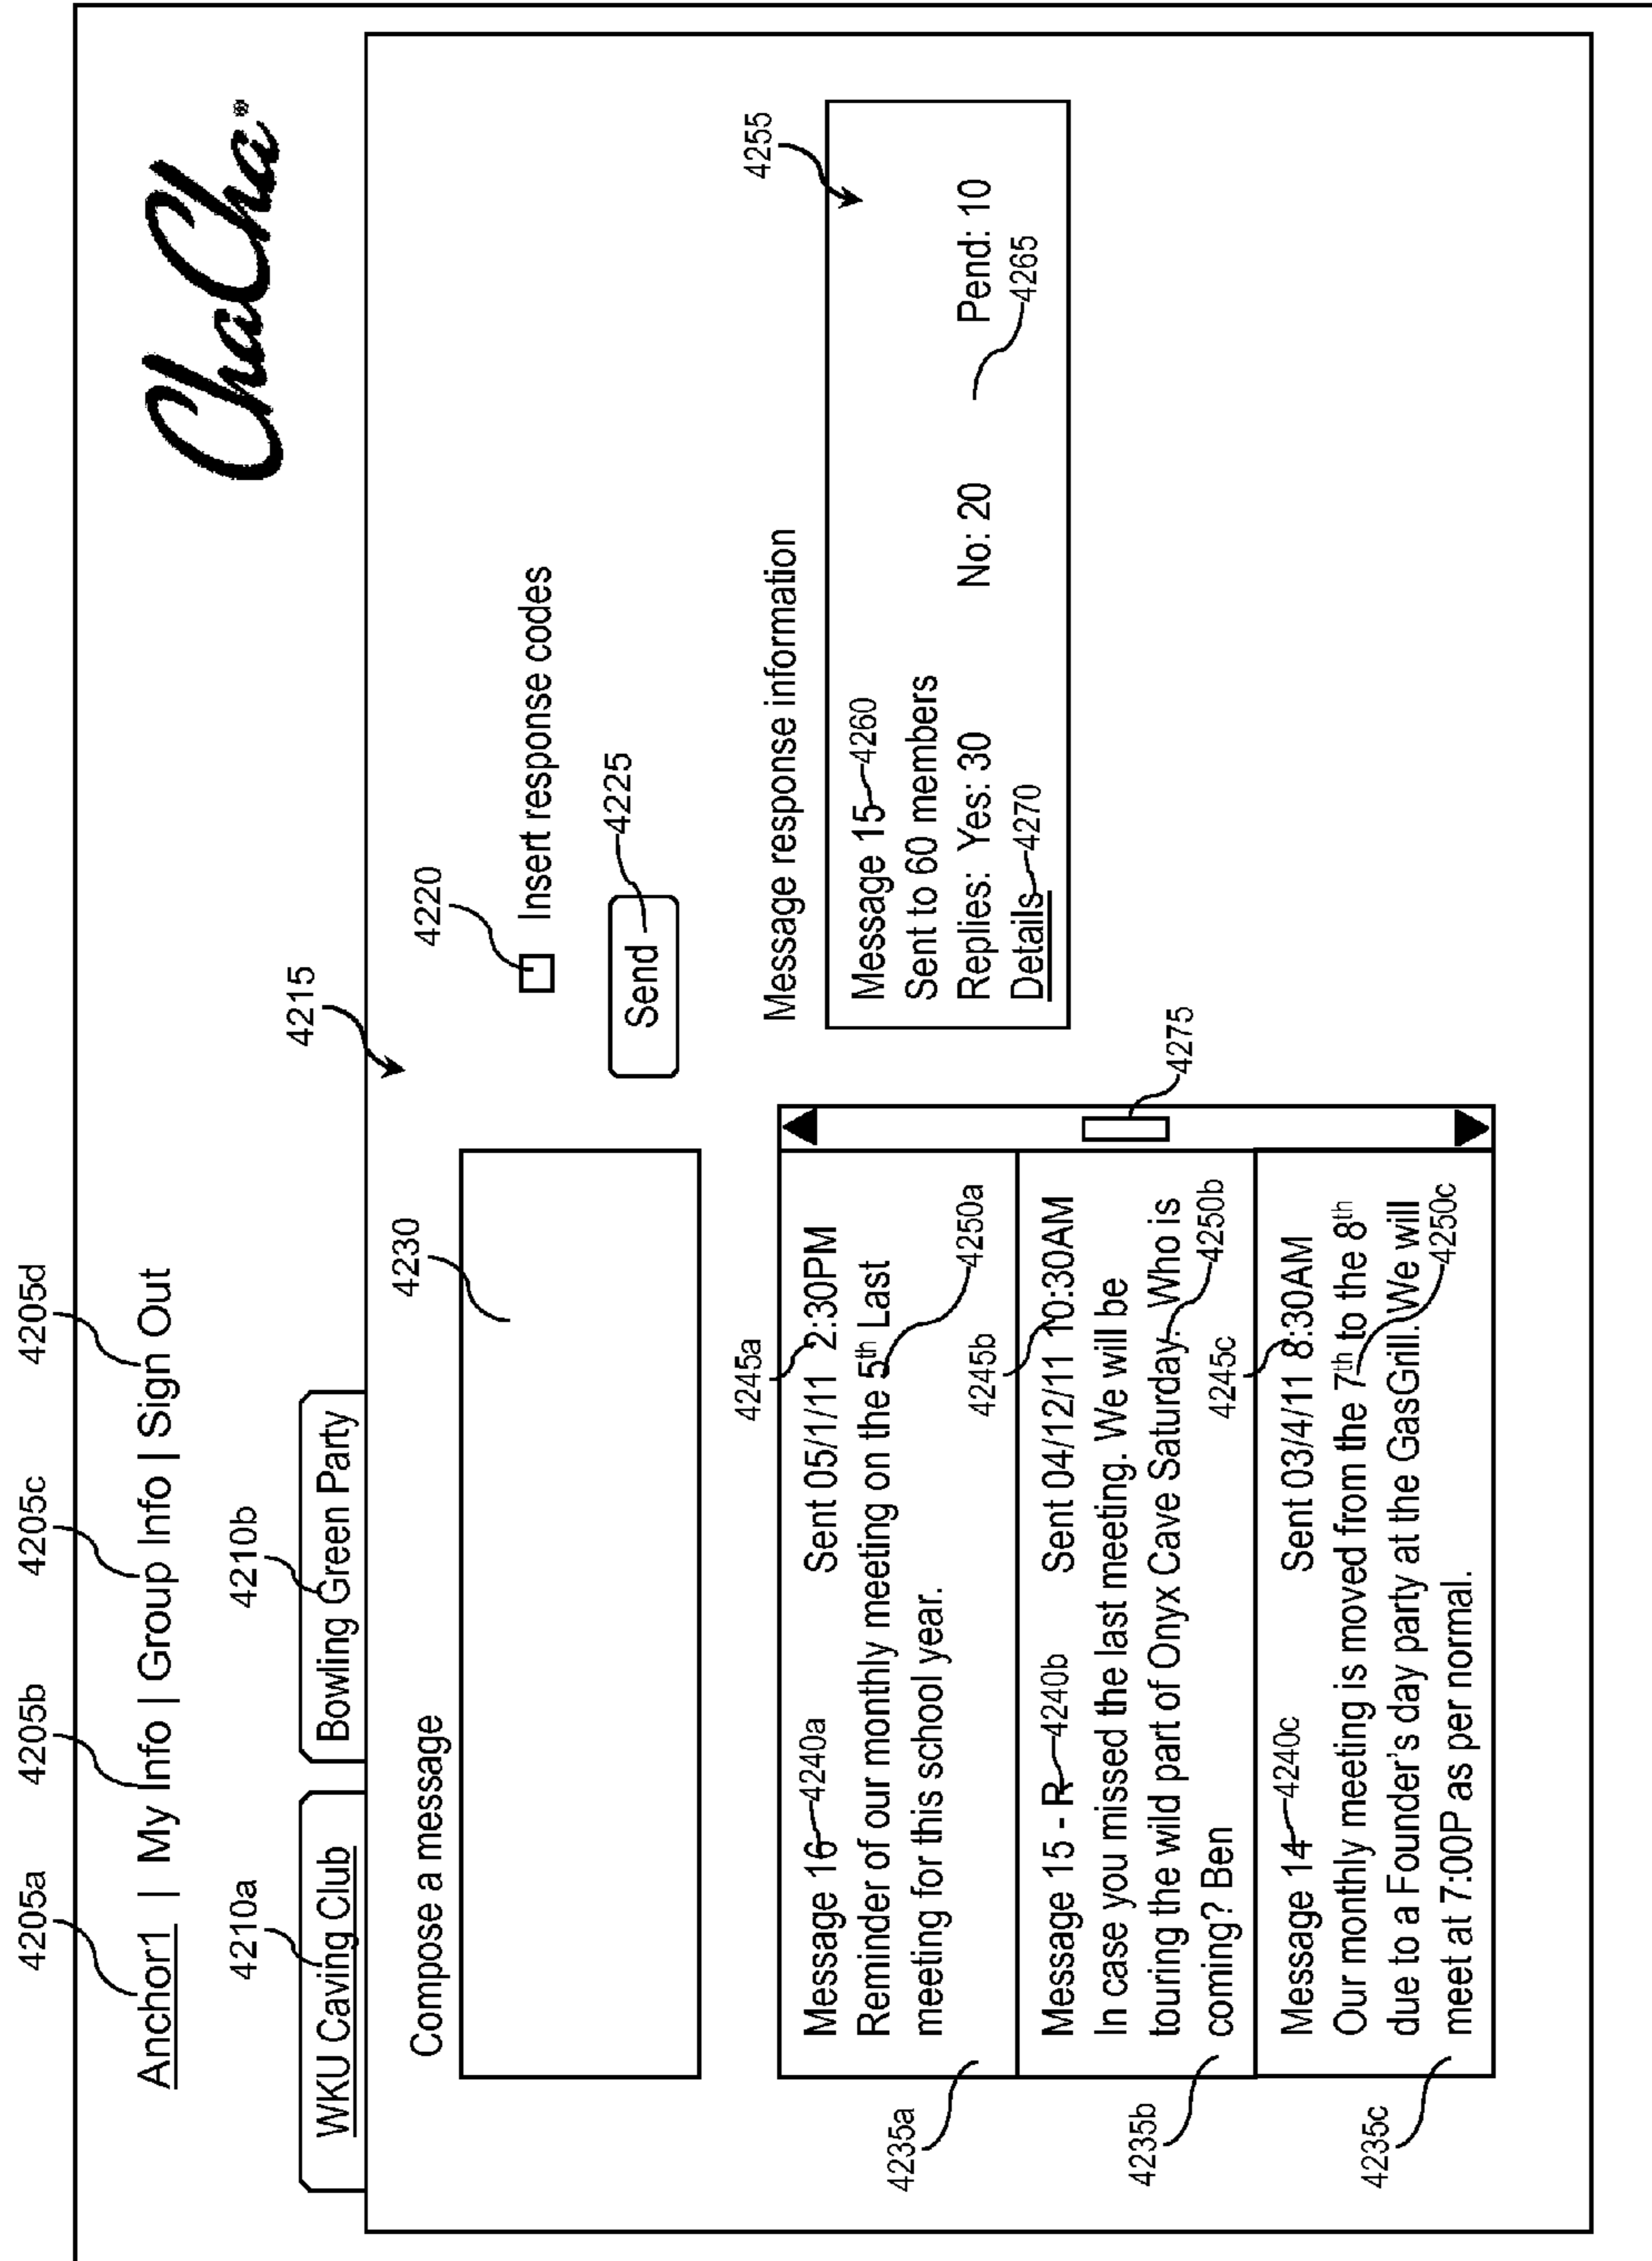 4205a 4205b 4205c 4205d
Anchor1 | My Info | Group Info | Sign Out
ChaCha®
4210a 4210b
WKU Caving Club Bowling Green Party
4215
Compose a message
4230
4220
Insert response codes
Send 4225
4235a
Message 16 4240a Sent 05/1/11 2:30PM 4245a
Reminder of our monthly meeting on the 5th Last
meeting for this school year. 4250a
4235b
Message 15 - R 4240b Sent 04/12/11 10:30AM 4245b
In case you missed the last meeting. We will be
touring the wild part of Onyx Cave Saturday. Who is
coming? Ben 4250b
4235c
Message 14 4240c Sent 03/4/11 8:30AM 4245c
Our monthly meeting is moved from the 7th to the 8th
due to a Founder's day party at the GasGrill. We will
meet at 7:00P as per normal. 4250c
4275
Message response information
4255
Message 15 4260
Sent to 60 members
Replies: Yes: 30 No: 20 Pend: 10
Details 4270 4265